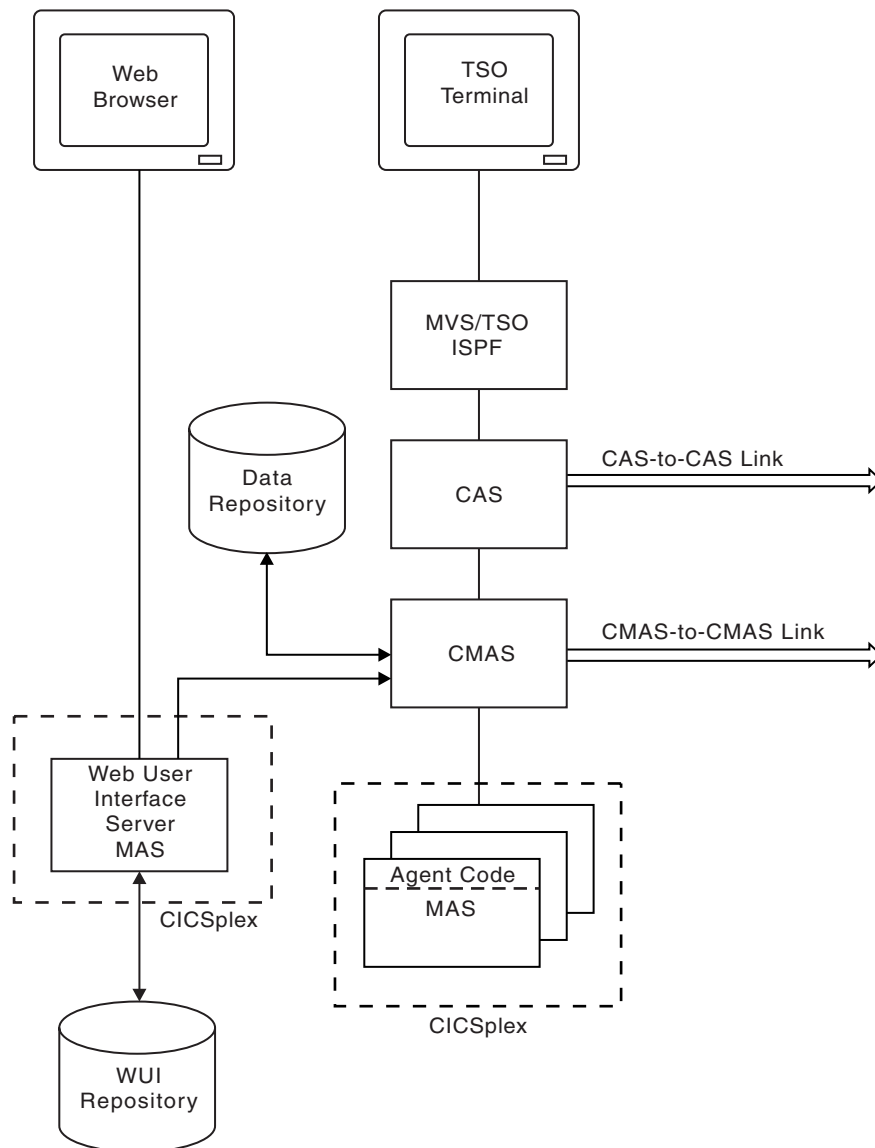 Web
Browser
TSO
Terminal
MVS/TSO
ISPF
Data
Repository
CAS
CAS-to-CAS Link
CMAS
CMAS-to-CMAS Link
Web User
Interface
Server
MAS
CICSplex
Agent Code
MAS
CICSplex
WUI
Repository